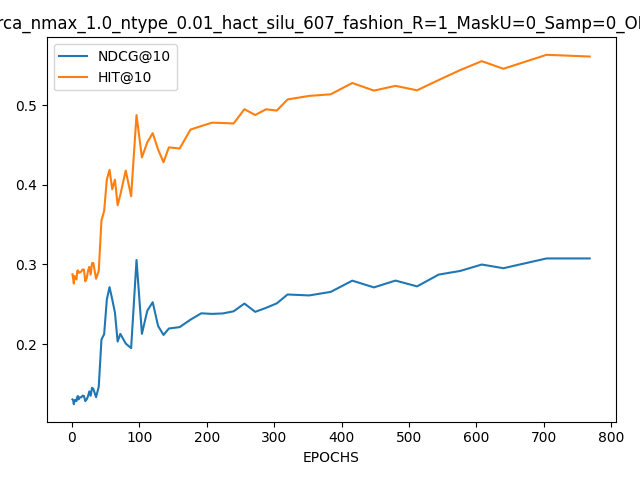 rca_nmax_1.0_ntype_0.01_hact_silu_607_fashion_R=1_MaskU=0_Samp=0_O
NDCG@10
HIT@10
0.5
0.4
0.3
0.2
0 100 200 300 400 500 600 700 800
EPOCHS